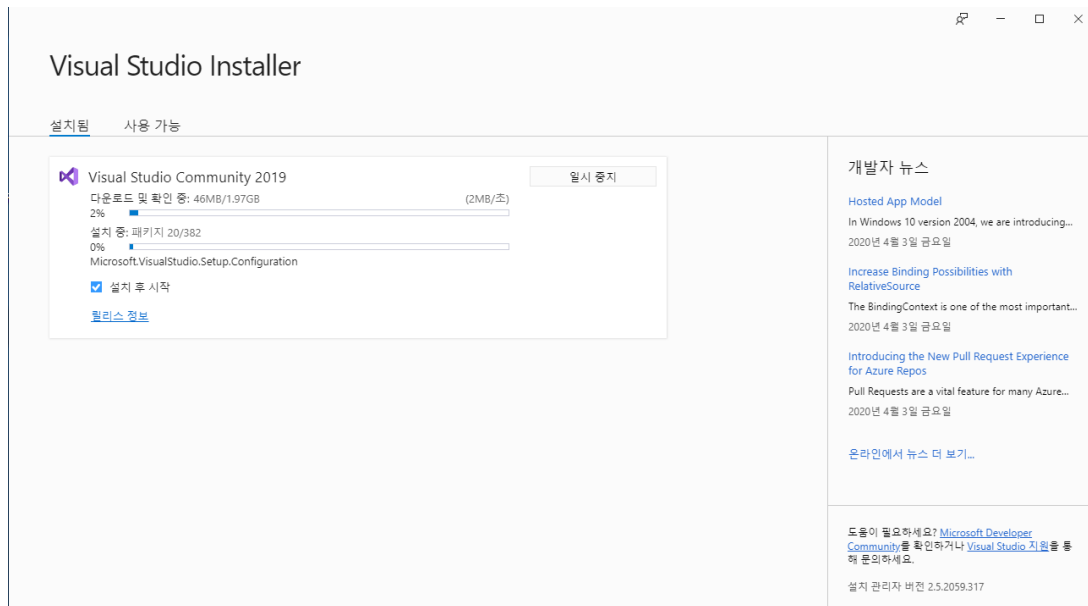 Visual Studio Installer
설치됨 사용 가능
Visual Studio Community 2019
일시 중지
다운로드 및 확인 중: 46MB/1.97GB (2MB/초)
2%
설치 중: 패키지 20/382
0%
Microsoft.VisualStudio.Setup.Configuration
설치 후 시작
릴리스 정보
개발자 뉴스
Hosted App Model
In Windows 10 version 2004, we are introducing...
2020년 4월 3일 금요일
Increase Binding Possibilities with
RelativeSource
The BindingContext is one of the most important...
2020년 4월 3일 금요일
Introducing the New Pull Request Experience
for Azure Repos
Pull Requests are a vital feature for many Azure...
2020년 4월 3일 금요일
온라인에서 뉴스 더 보기...
도움이 필요하세요? Microsoft Developer
Community를 확인하거나 Visual Studio 지원을 통
해 문의하세요.
설치 관리자 버전 2.5.2059.317